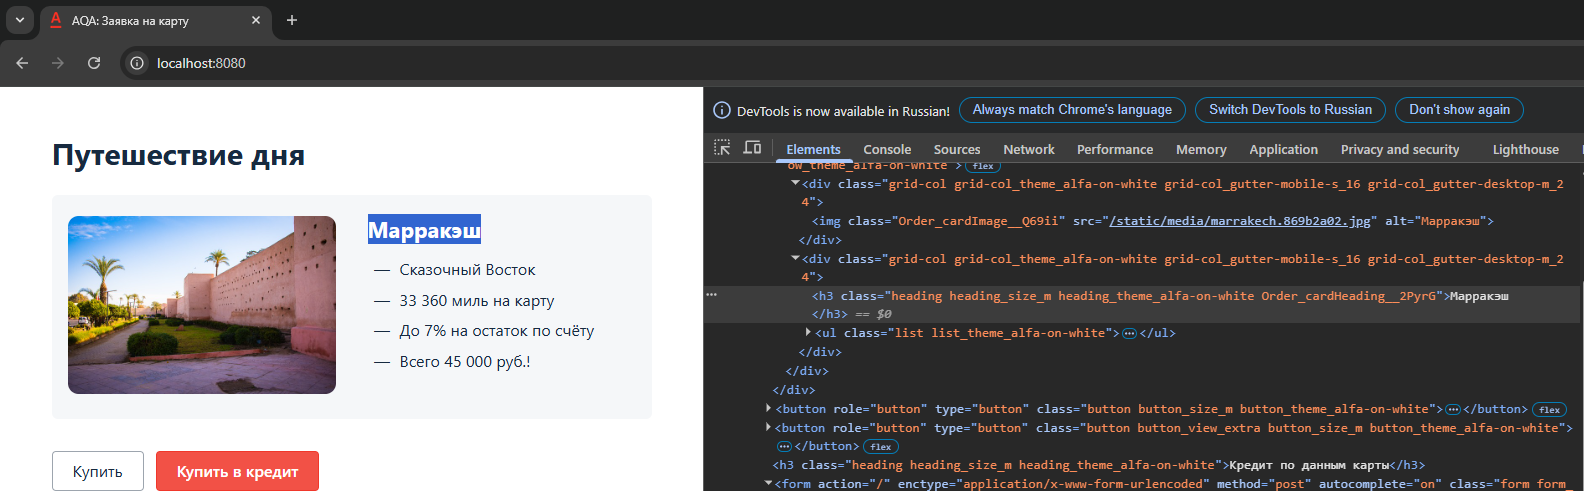 AQA: Заявка на карту
localhost:8080
Путешествие дня
Марракэш
— Сказочный Восток
— 33 360 миль на карту
— До 7% на остаток по счёту
— Всего 45 000 руб.!
Купить
Купить в кредит
DevTools is now available in Russian!
Always match Chrome's language
Switch DevTools to Russian
Don't show again
Elements
Console
Sources
Network
Performance
Memory
Application
Privacy and security
Lighthouse
ow_theme_alfa-on-white"> flex
<div class="grid-col grid-col_theme_alfa-on-white grid-col_gutter-mobile-s_16 grid-col_gutter-desktop-m_2
4">
<img class="Order_cardImage__Q69ii" src="/static/media/marrakech.869b2a02.jpg" alt="Марракэш">
</div>
<div class="grid-col grid-col_theme_alfa-on-white grid-col_gutter-mobile-s_16 grid-col_gutter-desktop-m_2
4">
<h3 class="heading heading_size_m heading_theme_alfa-on-white Order_cardHeading__2PyrG">Марракэш
</h3> == $0
<ul class="list list_theme_alfa-on-white">…</ul>
</div>
</div>
</div>
<button role="button" type="button" class="button button_size_m button_theme_alfa-on-white">…</button> flex
<button role="button" type="button" class="button button_view_extra button_size_m button_theme_alfa-on-white">
…</button> flex
<h3 class="heading heading_size_m heading_theme_alfa-on-white">Кредит по данным карты</h3>
<form action="/" enctype="application/x-www-form-urlencoded" method="post" autocomplete="on" class="form form_